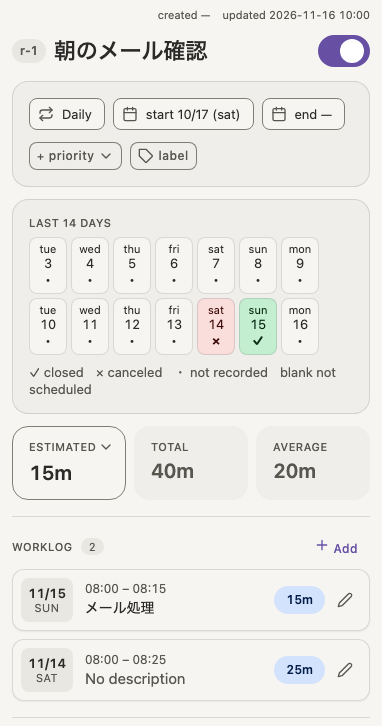 created — updated 2026-11-16 10:00
r-1 朝のメール確認
Daily start 10/17 (sat) end —
+ priority label
LAST 14 DAYS
tue wed thu fri sat sun mon
3 4 5 6 7 8 9
• • • • • • •
tue wed thu fri sat sun mon
10 11 12 13 14 15 16
• • • • × ✓ •
✓ closed × canceled • not recorded blank not
scheduled
ESTIMATED TOTAL AVERAGE
15m 40m 20m
WORKLOG 2 + Add
11/15 08:00 – 08:15
SUN メール処理 15m
11/14 08:00 – 08:25
SAT No description 25m